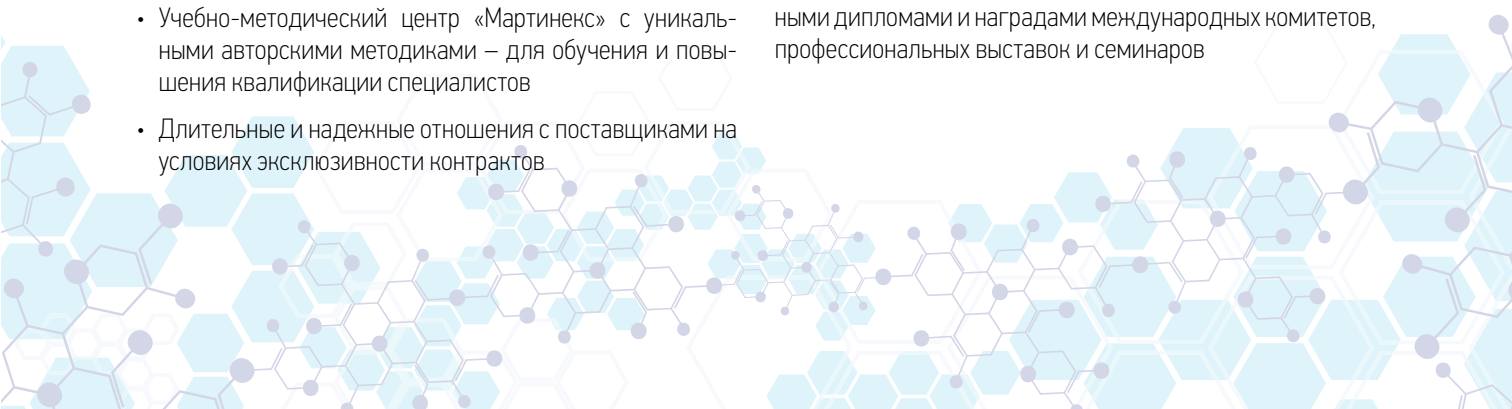 • Учебно-методический центр «Мартинекс» с уникаль-
ными авторскими методиками – для обучения и повы-
шения квалификации специалистов
• Длительные и надежные отношения с поставщиками на
условиях эксклюзивности контрактов
ными дипломами и наградами международных комитетов,
профессиональных выставок и семинаров